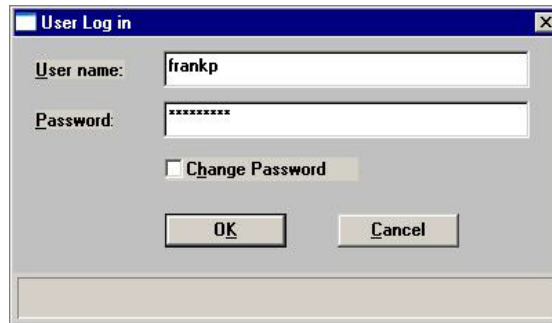 User Log in
User name: frankp
Password: *********
Change Password
OK Cancel